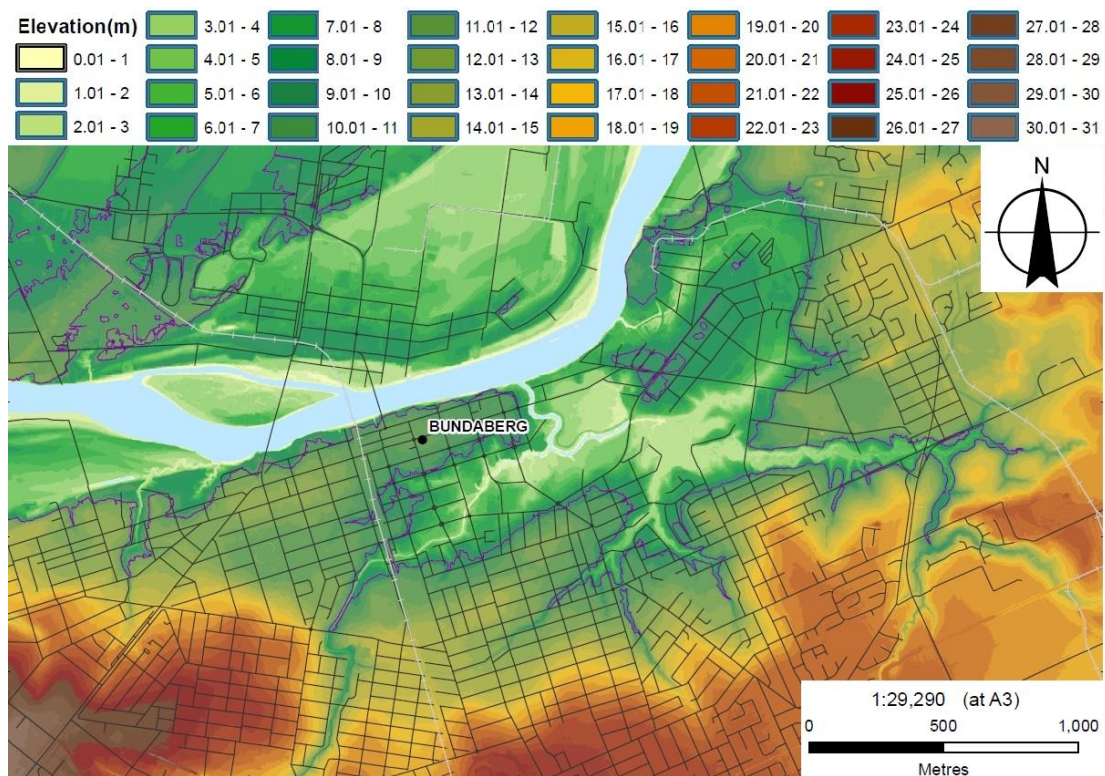 Elevation(m)
0.01 - 1
1.01 - 2
2.01 - 3
3.01 - 4
4.01 - 5
5.01 - 6
6.01 - 7
7.01 - 8
8.01 - 9
9.01 - 10
10.01 - 11
11.01 - 12
12.01 - 13
13.01 - 14
14.01 - 15
15.01 - 16
16.01 - 17
17.01 - 18
18.01 - 19
19.01 - 20
20.01 - 21
21.01 - 22
22.01 - 23
23.01 - 24
24.01 - 25
25.01 - 26
26.01 - 27
27.01 - 28
28.01 - 29
29.01 - 30
30.01 - 31
N
BUNDABERG
1:29,290 (at A3)
0 500 1,000
Metres